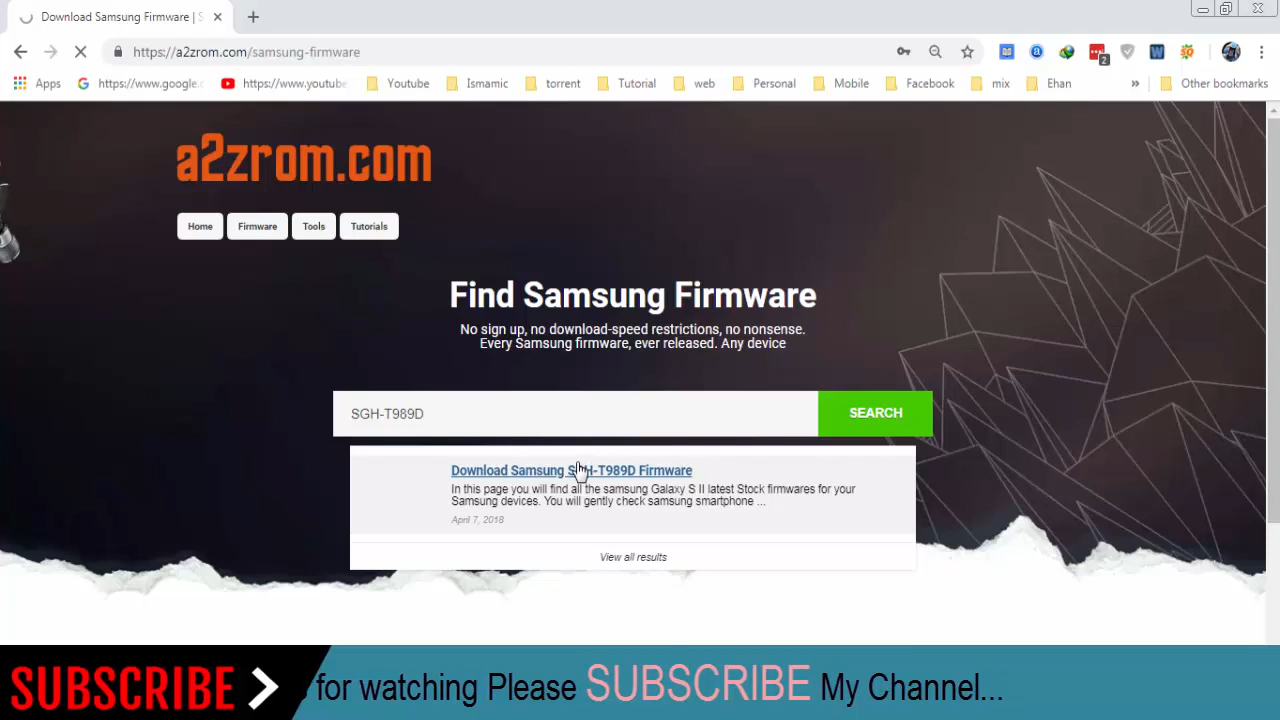 Download Samsung Firmware | S
https://a2zrom.com/samsung-firmware
2
Apps
https://www.google.c
https://www.youtube
Youtube
Ismamic
torrent
Tutorial
web
Personal
Mobile
Facebook
mix
Ehan
»
Other bookmarks
a2zrom.com
Home
Firmware
Tools
Tutorials
Find Samsung Firmware
No sign up, no download-speed restrictions, no nonsense.
Every Samsung firmware, ever released. Any device
SGH-T989D
SEARCH
Download Samsung SGH-T989D Firmware
In this page you will find all the samsung Galaxy S II latest Stock firmwares for your
Samsung devices. You will gently check samsung smartphone ...
April 7, 2018
View all results
SUBSCRIBE
for watching Please SUBSCRIBE My Channel...